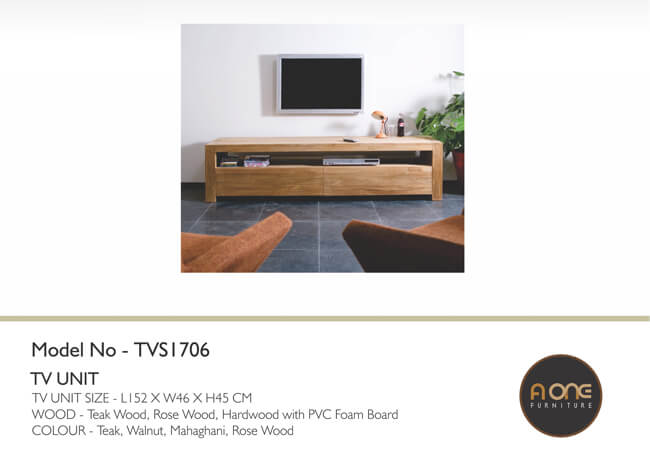 Model No - TVS1706
TV UNIT
TV UNIT SIZE - L152 X W46 X H45 CM
WOOD - Teak Wood, Rose Wood, Hardwood with PVC Foam Board
COLOUR - Teak, Walnut, Mahaghani, Rose Wood
A ONE
FURNITURE